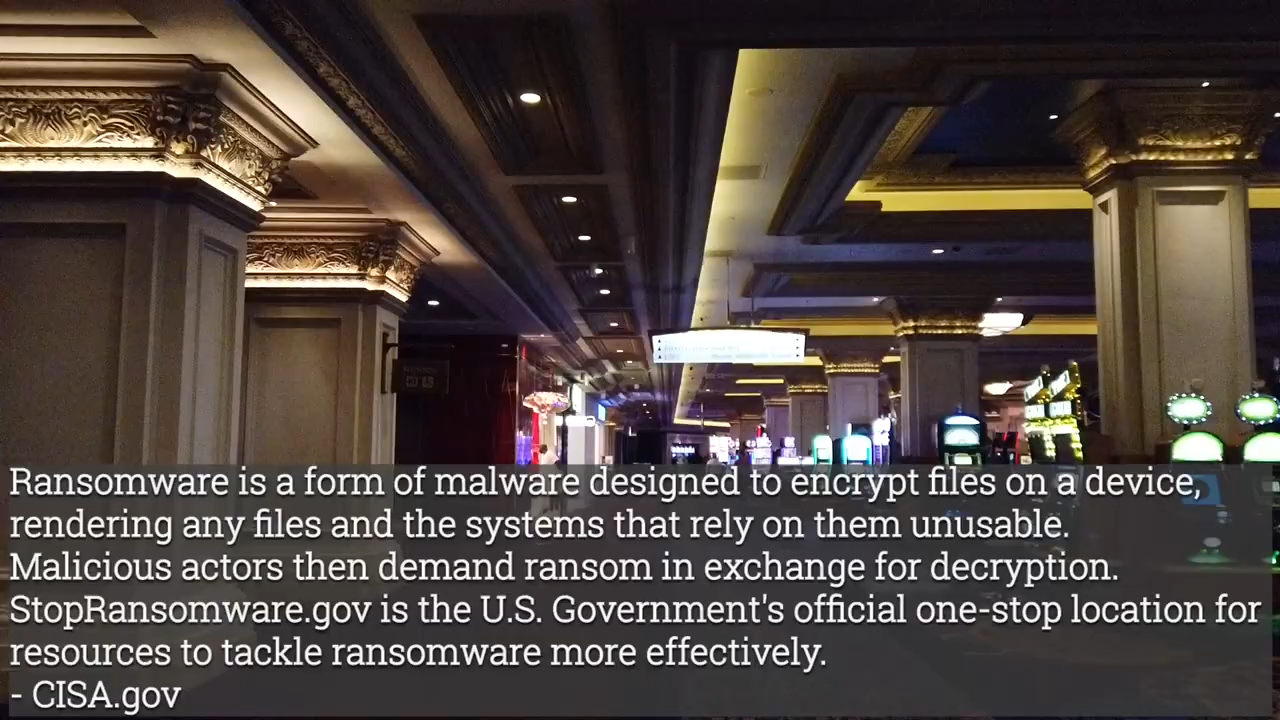 Ransomware is a form of malware designed to encrypt files on a device,
rendering any files and the systems that rely on them unusable.
Malicious actors then demand ransom in exchange for decryption.
StopRansomware.gov is the U.S. Government's official one-stop location for
resources to tackle ransomware more effectively.
- CISA.gov